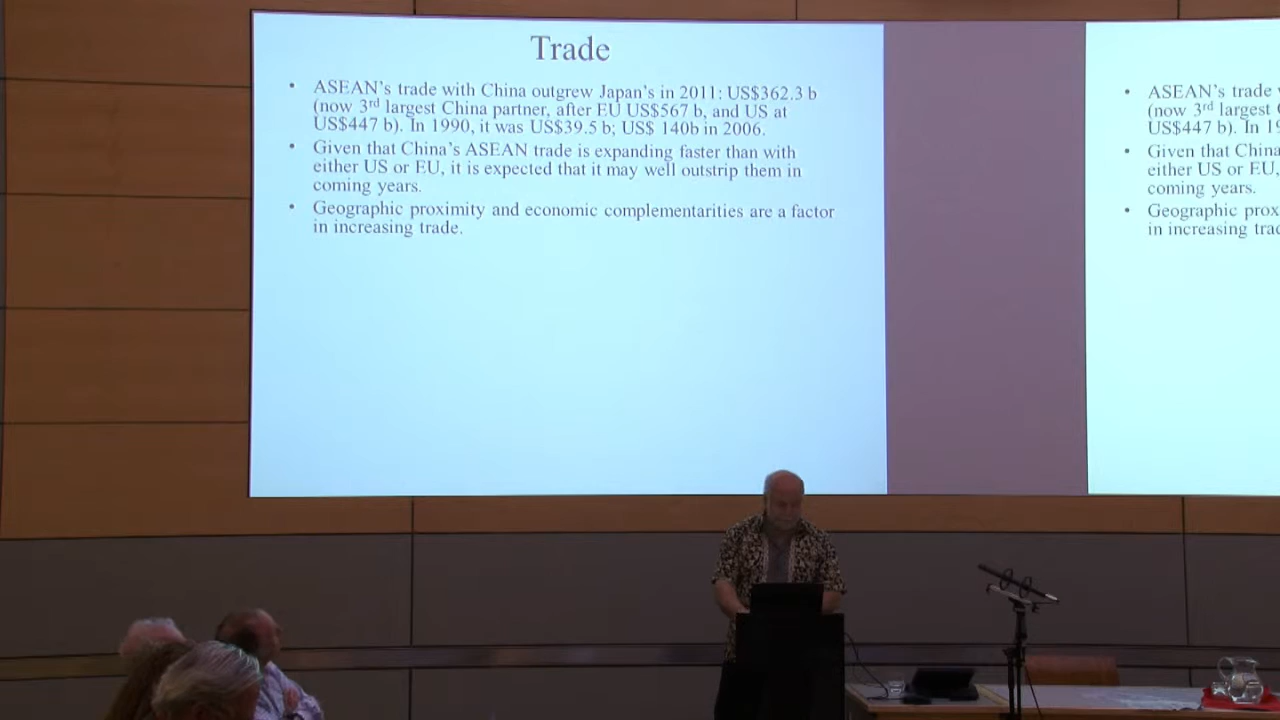 Trade
• ASEAN's trade with China outgrew Japan's in 2011: US$362.3 b
(now 3rd largest China partner, after EU US$567 b, and US at
US$447 b). In 1990, it was US$39.5 b; US$ 140b in 2006.
• Given that China's ASEAN trade is expanding faster than with
either US or EU, it is expected that it may well outstrip them in
coming years.
• Geographic proximity and economic complementarities are a factor
in increasing trade.
• ASEAN's trade
(now 3rd largest
US$447 b). In
• Given that China
either US or EU,
coming years.
• Geographic
in increasing